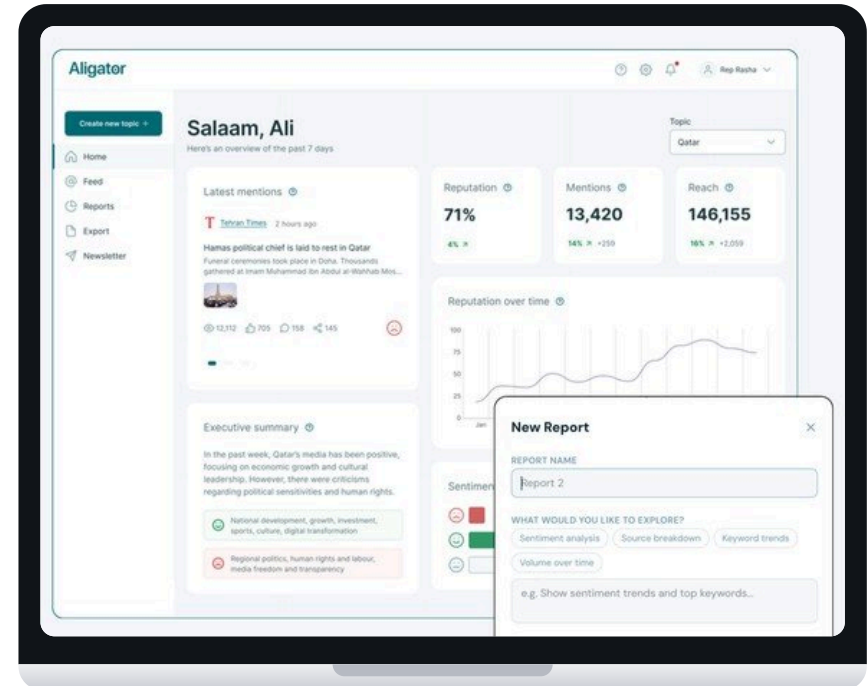 Aligator
Rep Rasha
Create new topic +
Home
Feed
Reports
Export
Newsletter
Salaam, Ali
Here's an overview of the past 7 days
Topic
Qatar
Latest mentions
T Tehran Times 2 hours ago
Hamas political chief is laid to rest in Qatar
Funeral ceremonies took place in Doha. Thousands
gathered at Imam Muhammad ibn Abdul al-Wahhab Mos...
12,112 705 158 145
Reputation
71%
4%
Mentions
13,420
14% +259
Reach
146,155
16% +2,059
Reputation over time
100
75
50
25
0
Jan
Executive summary
In the past week, Qatar's media has been positive,
focusing on economic growth and cultural
leadership. However, there were criticisms
regarding political sensitivities and human rights.
National development, growth, investment,
sports, culture, digital transformation
Regional politics, human rights and labour,
media freedom and transparency
Sentimen
New Report
REPORT NAME
Report 2
WHAT WOULD YOU LIKE TO EXPLORE?
Sentiment analysis Source breakdown Keyword trends
Volume over time
e.g. Show sentiment trends and top keywords...